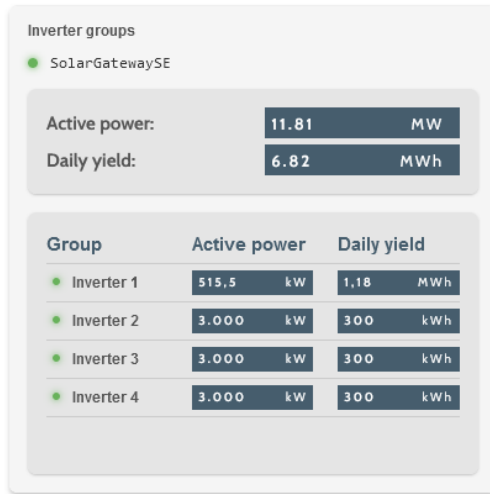 Inverter groups
SolarGatewaySE
Active power: 11.81 MW
Daily yield: 6.82 MWh
Group Active power Daily yield
Inverter 1 515,5 kW 1,18 MWh
Inverter 2 3.000 kW 300 kWh
Inverter 3 3.000 kW 300 kWh
Inverter 4 3.000 kW 300 kWh